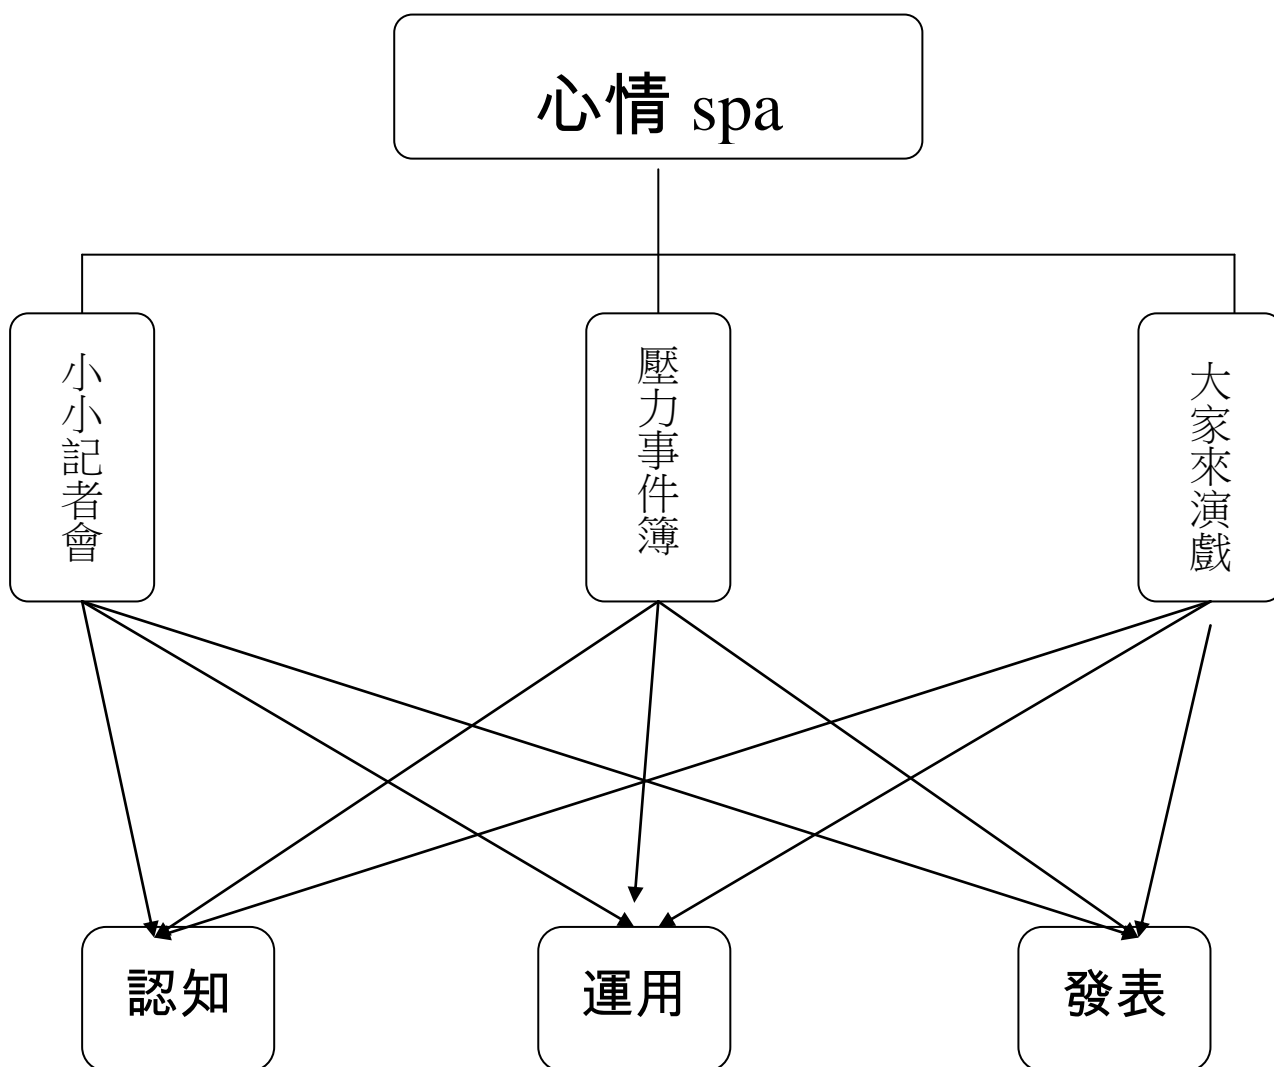 心情 spa
小小記者會
壓力事件簿
大家來演戲
認知
運用
發表